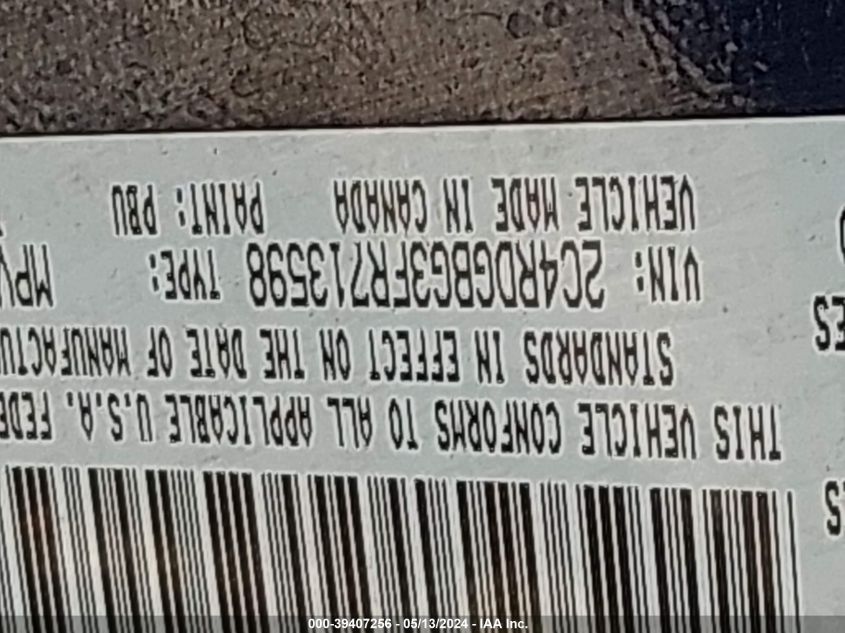 THIS VEHICLE CONFORMS TO ALL APPLICABLE U.S.A. FEDE
STANDARDS IN EFFECT ON THE DATE OF MANUFACTU
VIN: 2C4RDGBG3FR713598 TYPE: MPV
VEHICLE MADE IN CANADA PAINT: PBU
000-39407256 - 05/13/2024 - IAA Inc.